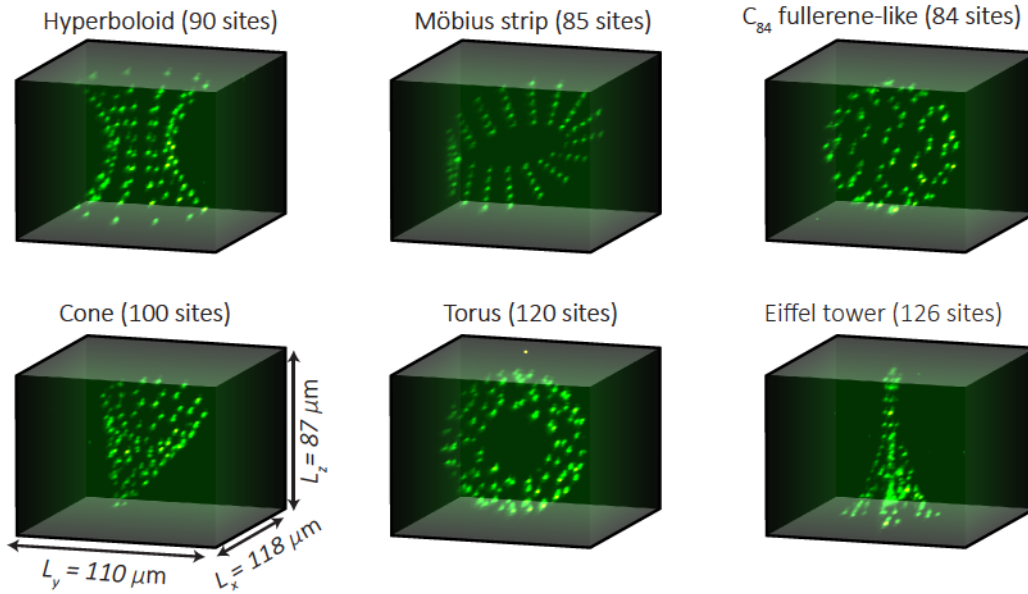 Hyperboloid (90 sites)
Möbius strip (85 sites)
C84 fullerene-like (84 sites)
Cone (100 sites)
Torus (120 sites)
Eiffel tower (126 sites)
Lz = 87 μm
Lx = 118 μm
Ly = 110 μm